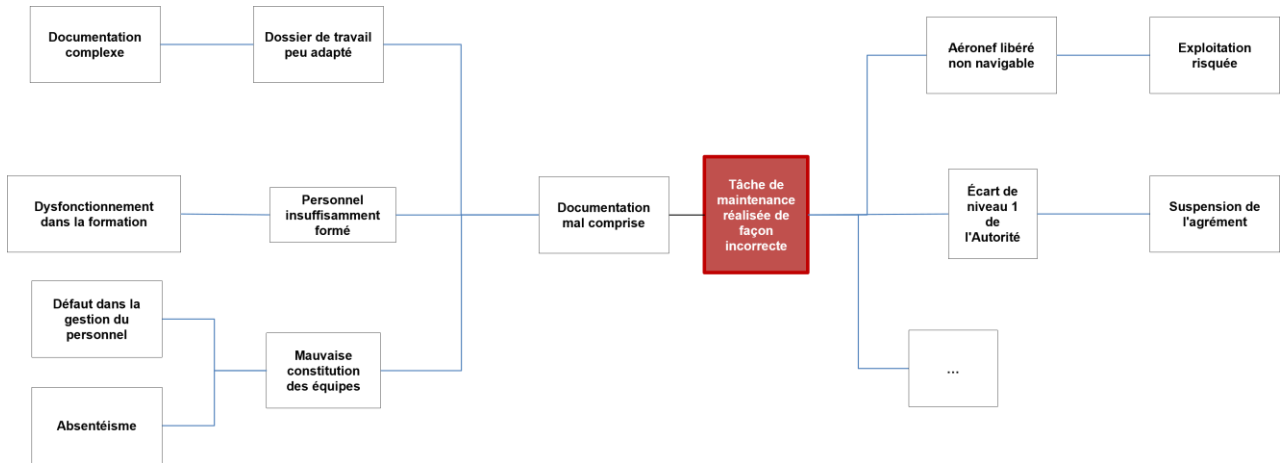 Documentation
complexe
Dossier de travail
peu adapté
Aéronef libéré
non navigable
Exploitation
risquée
Dysfonctionnement
dans la formation
Personnel
insuffisamment
formé
Documentation
mal comprise
Tâche de
maintenance
réalisée de
façon
incorrecte
Écart de
niveau 1
de
l'Autorité
Suspension de
l'agrément
Défaut dans la
gestion du
personnel
Mauvaise
constitution
des équipes
...
Absentéisme